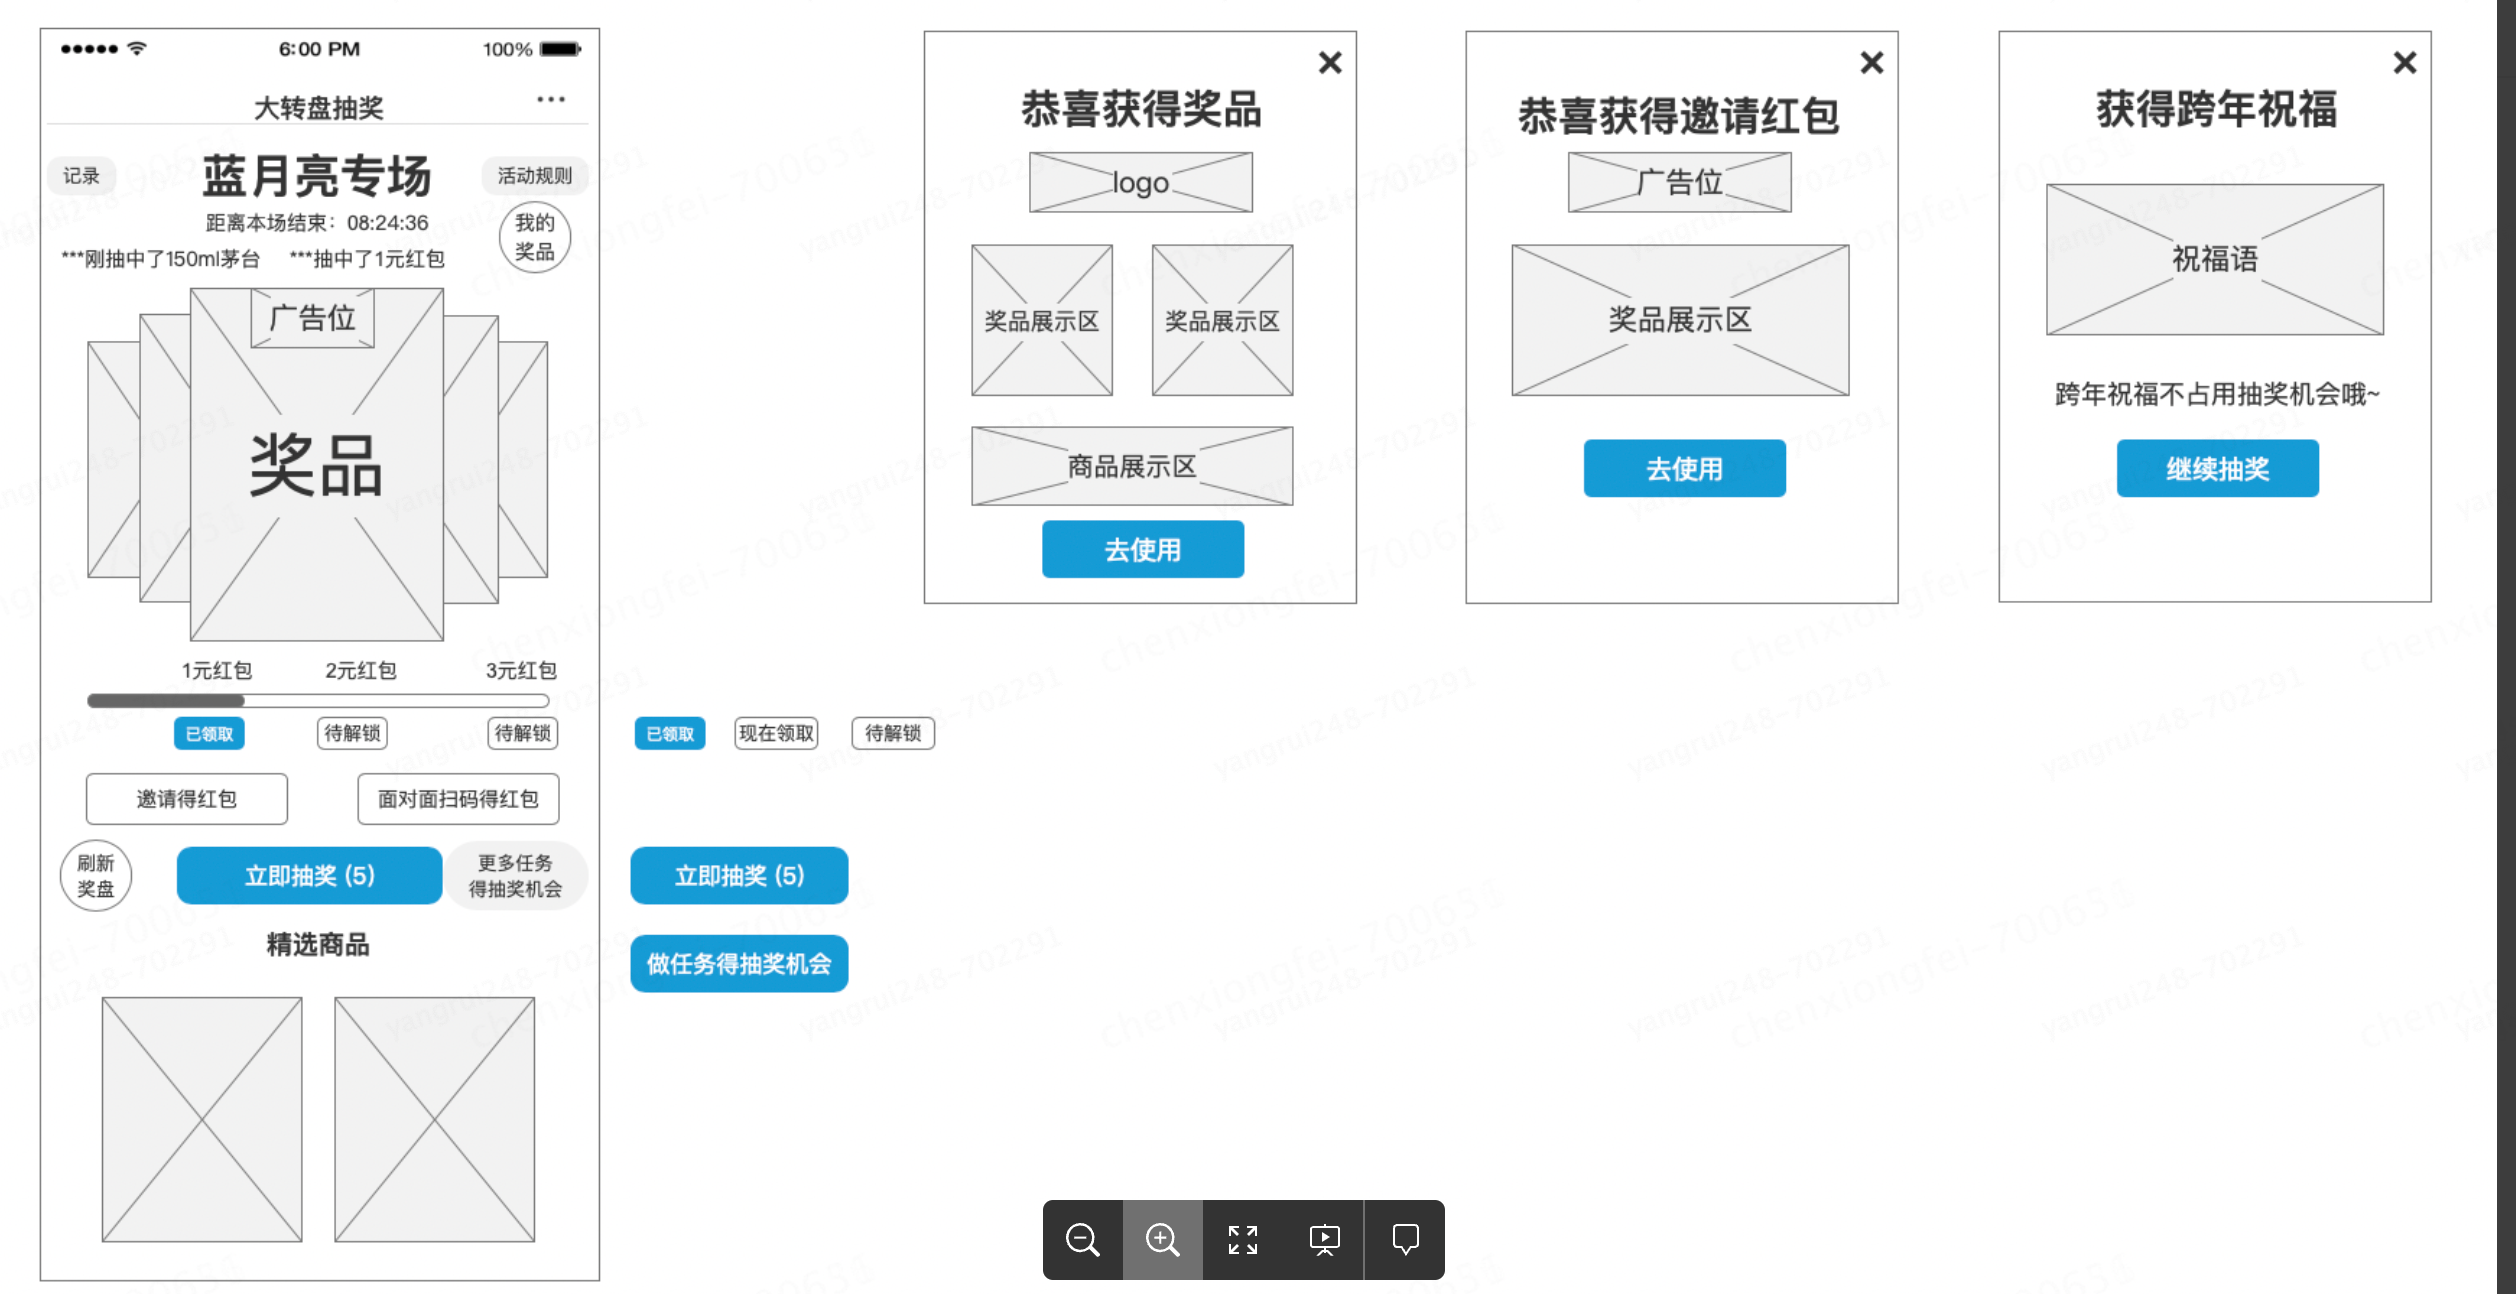 6:00 PM
100%
大转盘抽奖
记录
蓝月亮专场
活动规则
距离本场结束：08:24:36
我的
奖品
***刚抽中了150ml茅台
***抽中了1元红包
广告位
奖品
1元红包
2元红包
3元红包
已领取
待解锁
待解锁
邀请得红包
面对面扫码得红包
刷新
奖盘
立即抽奖 (5)
更多任务
得抽奖机会
精选商品
已领取
现在领取
待解锁
立即抽奖 (5)
做任务得抽奖机会
恭喜获得奖品
logo
奖品展示区
奖品展示区
商品展示区
去使用
恭喜获得邀请红包
广告位
奖品展示区
去使用
获得跨年祝福
祝福语
跨年祝福不占用抽奖机会哦~
继续抽奖
yangrui248-702291